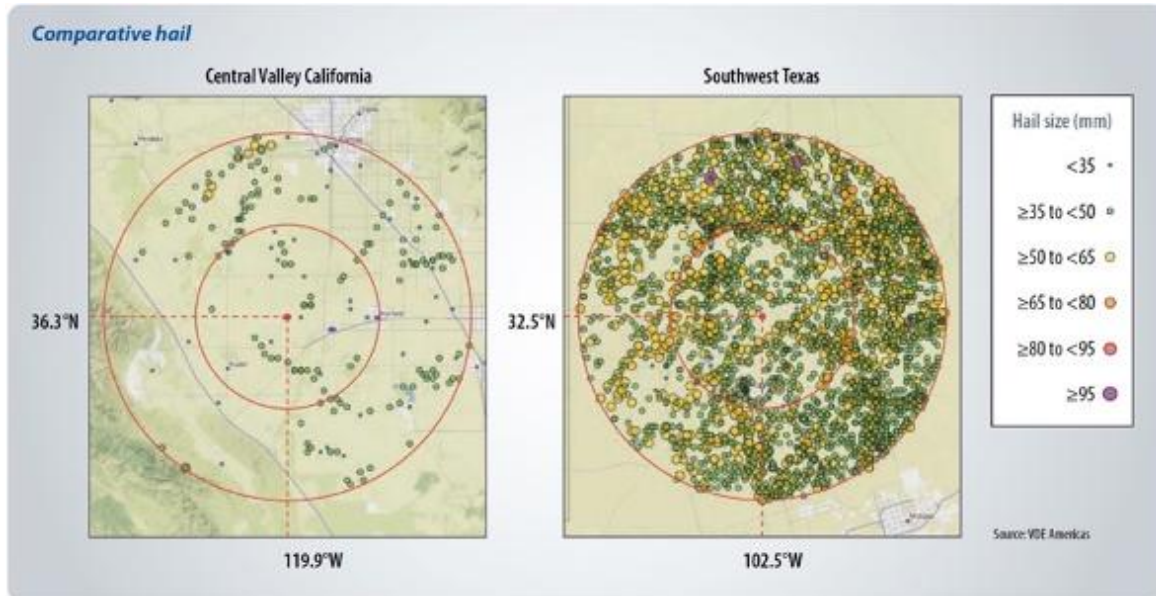 Comparative hail
Central Valley California
Southwest Texas
36.3°N
119.9°W
32.5°N
102.5°W
Hail size (mm)
<35
≥35 to <50
≥50 to <65
≥65 to <80
≥80 to <95
≥95
Source: VDE Americas